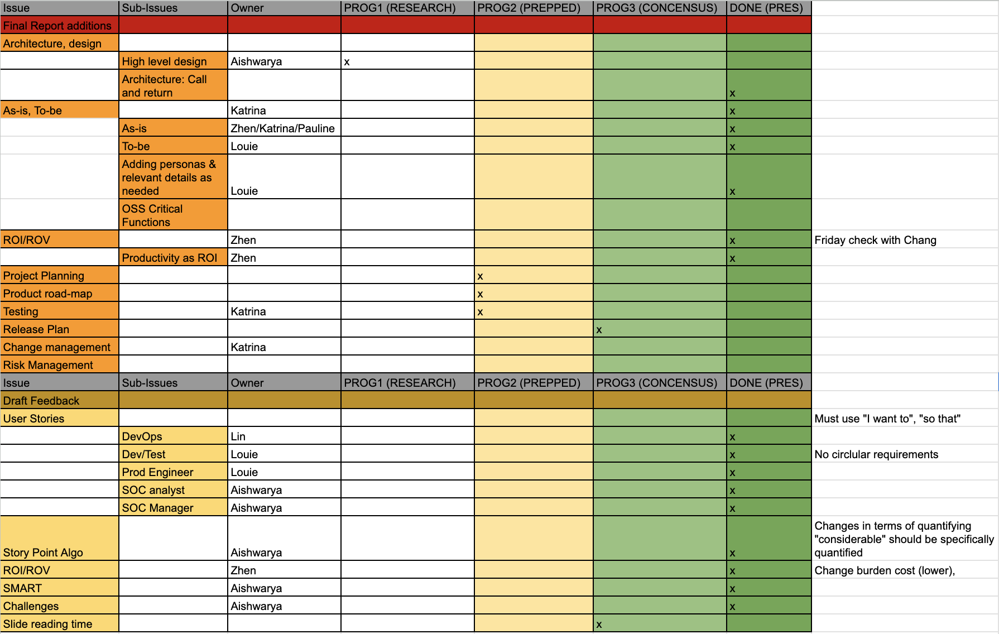 Issue Sub-Issues Owner PROG1 (RESEARCH) PROG2 (PREPPED) PROG3 (CONCENSUS) DONE (PRES)
Final Report additions
Architecture, design
High level design Aishwarya x
Architecture: Call
and return x
As-is, To-be Katrina x
As-is Zhen/Katrina/Pauline x
To-be Louie x
Adding personas &
relevant details as
needed Louie x
OSS Critical
Functions
ROI/ROV Zhen x Friday check with Chang
Productivity as ROI Zhen x
Project Planning x
Product road-map x
Testing Katrina x
Release Plan x
Change management Katrina
Risk Management
Issue Sub-Issues Owner PROG1 (RESEARCH) PROG2 (PREPPED) PROG3 (CONCENSUS) DONE (PRES)
Draft Feedback
User Stories Must use "I want to", "so that"
DevOps Lin x
Dev/Test Louie x No circlular requirements
Prod Engineer Louie x
SOC analyst Aishwarya x
SOC Manager Aishwarya x
Changes in terms of quantifying
"considerable" should be specifically
Story Point Algo Aishwarya x quantified
ROI/ROV Zhen x Change burden cost (lower),
SMART Aishwarya x
Challenges Aishwarya x
Slide reading time x